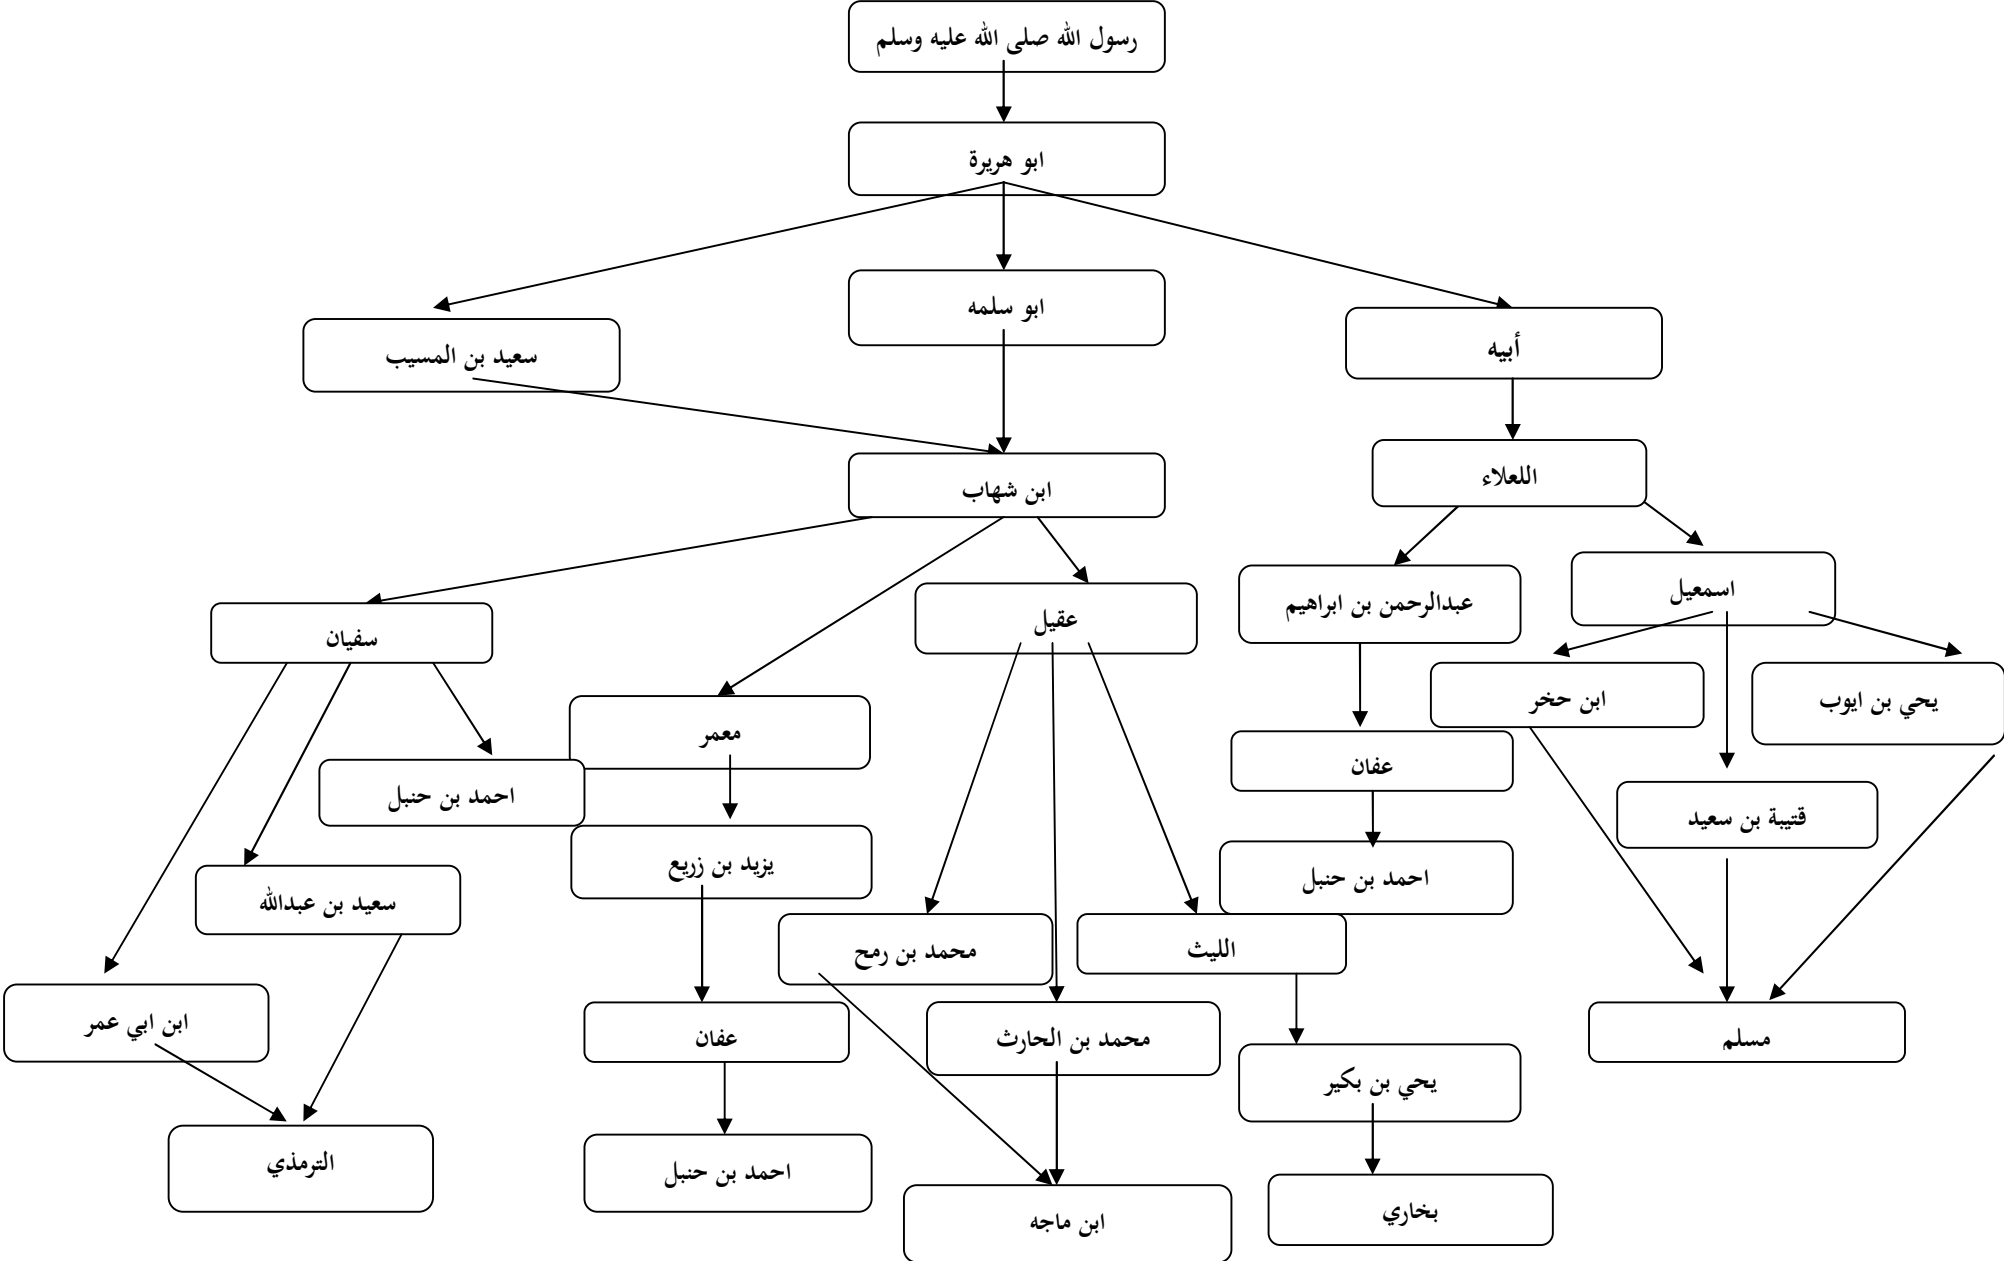 رسول الله صلى الله عليه وسلم
ابو هريرة
ابو سلمه
أبيه
سعيد بن المسيب
اللعلاء
ابن شهاب
اسمعيل
عبدالرحمن بن ابراهيم
عقيل
سفيان
يحي بن ايوب
ابن حخر
معمر
عفان
احمد بن حنبل
قتيبة بن سعيد
يزيد بن زريع
احمد بن حنبل
سعيد بن عبدالله
الليث
محمد بن رمح
مسلم
محمد بن الحارث
عفان
ابن ابي عمر
يحي بن بكير
احمد بن حنبل
الترمذي
بخاري
ابن ماجه